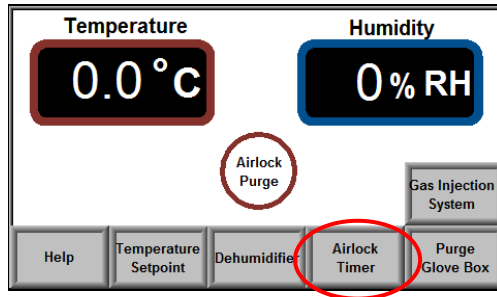 Temperature
Humidity
0.0 °C
0 % RH
Airlock
Purge
Gas Injection
System
Help
Temperature
Setpoint
Dehumidifier
Airlock
Timer
Purge
Glove Box